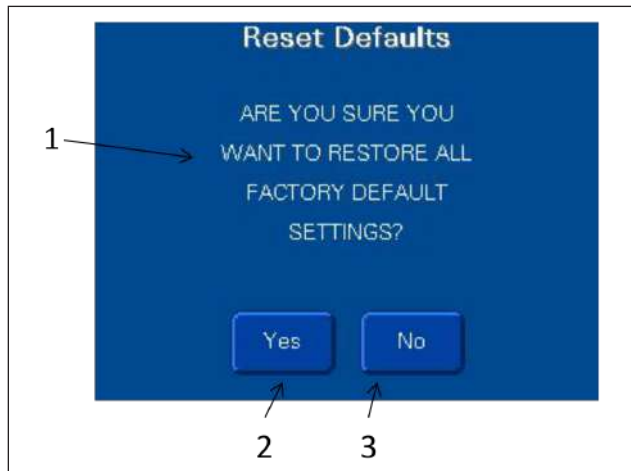 Reset Defaults
ARE YOU SURE YOU
1
WANT TO RESTORE ALL
FACTORY DEFAULT
SETTINGS?
Yes No
2 3